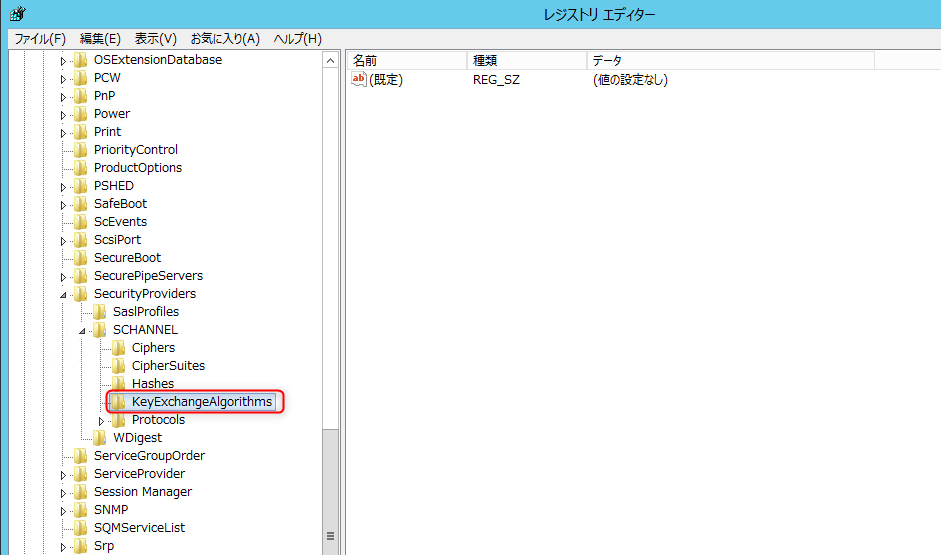 レジストリ エディター
ファイル(F) 編集(E) 表示(V) お気に入り(A) ヘルプ(H)
OSExtensionDatabase
PCW
PnP
Power
Print
PriorityControl
ProductOptions
PSHED
SafeBoot
ScEvents
ScsiPort
SecureBoot
SecurePipeServers
SecurityProviders
SaslProfiles
SCHANNEL
Ciphers
CipherSuites
Hashes
KeyExchangeAlgorithms
Protocols
WDigest
ServiceGroupOrder
ServiceProvider
Session Manager
SNMP
SQMServiceList
Srp
名前 種類 データ
ab (既定) REG_SZ (値の設定なし)